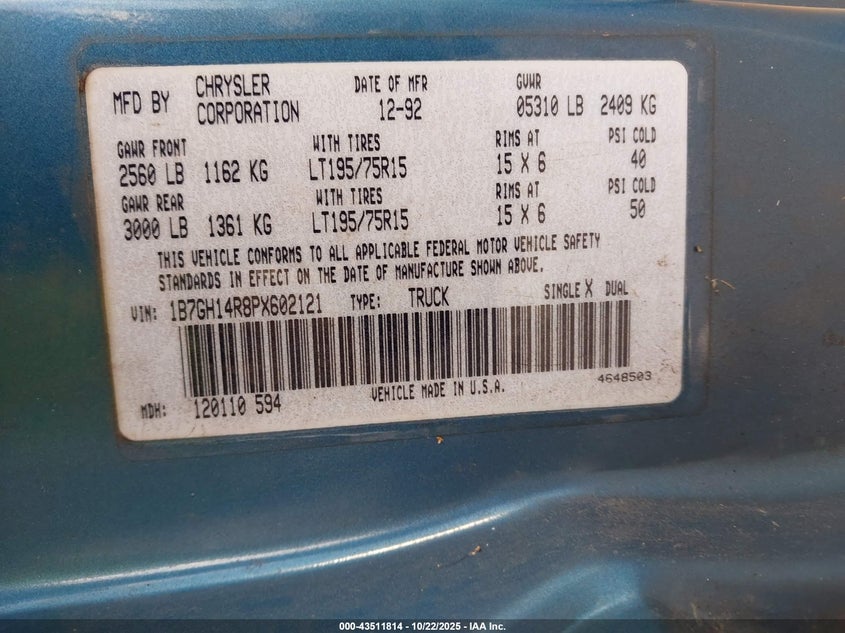 MFD BY CHRYSLER CORPORATION DATE OF MFR 12-92 GVWR 05310 LB 2409 KG
GAWR FRONT WITH TIRES RIMS AT PSI COLD
2560 LB 1162 KG LT195/75R15 15 X 6 40
GAWR REAR WITH TIRES RIMS AT PSI COLD
3000 LB 1361 KG LT195/75R15 15 X 6 50
THIS VEHICLE CONFORMS TO ALL APPLICABLE FEDERAL MOTOR VEHICLE SAFETY
STANDARDS IN EFFECT ON THE DATE OF MANUFACTURE SHOWN ABOVE.
VIN: 1B7GH14R8PX602121 TYPE: TRUCK SINGLE X DUAL
MDH: 120110 594 VEHICLE MADE IN U.S.A. 4648503
000-43511814 - 10/22/2025 - IAA Inc.